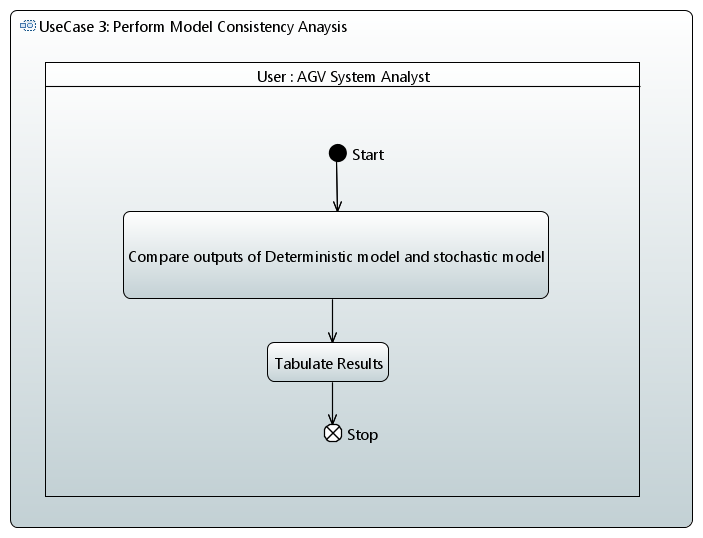 UseCase 3: Perform Model Consistency Anaysis
User : AGV System Analyst
Start
Compare outputs of Deterministic model and stochastic model
Tabulate Results
Stop